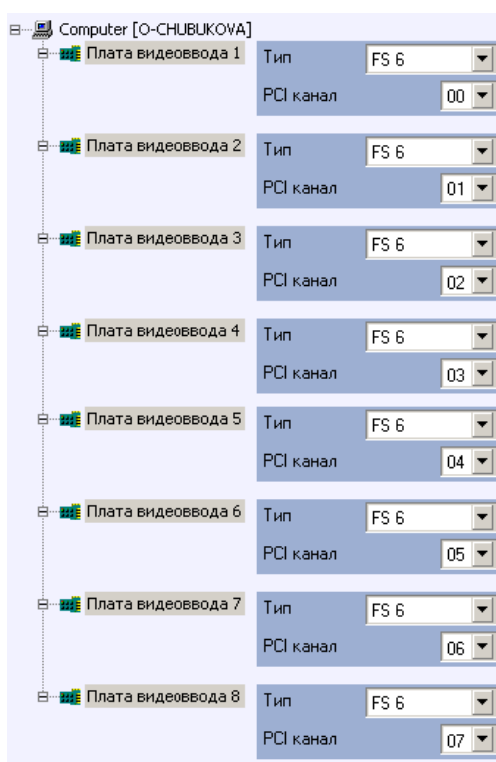 Computer [O-CHUBUKOVA]
Плата видеоввода 1 Тип FS 6
PCI канал 00
Плата видеоввода 2 Тип FS 6
PCI канал 01
Плата видеоввода 3 Тип FS 6
PCI канал 02
Плата видеоввода 4 Тип FS 6
PCI канал 03
Плата видеоввода 5 Тип FS 6
PCI канал 04
Плата видеоввода 6 Тип FS 6
PCI канал 05
Плата видеоввода 7 Тип FS 6
PCI канал 06
Плата видеоввода 8 Тип FS 6
PCI канал 07